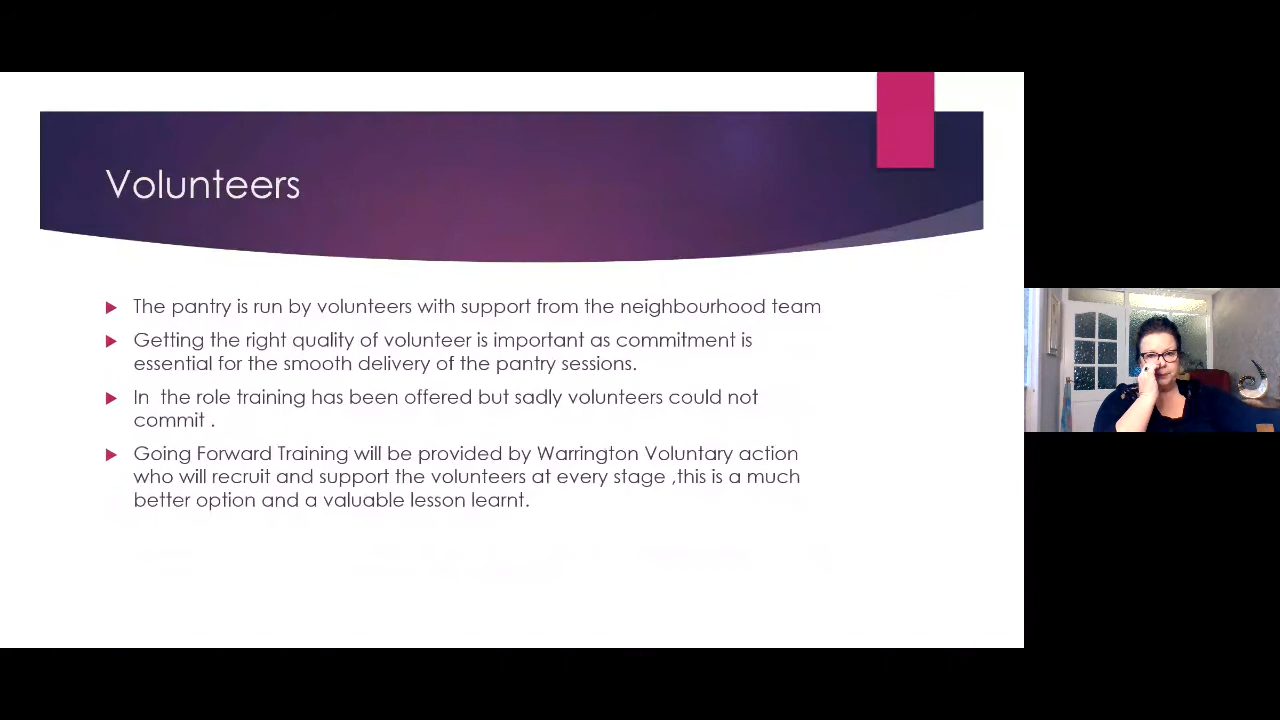 Volunteers
The pantry is run by volunteers with support from the neighbourhood team
Getting the right quality of volunteer is important as commitment is
essential for the smooth delivery of the pantry sessions.
In  the role training has been offered but sadly volunteers could not
commit .
Going Forward Training will be provided by Warrington Voluntary action
who will recruit and support the volunteers at every stage ,this is a much
better option and a valuable lesson learnt.